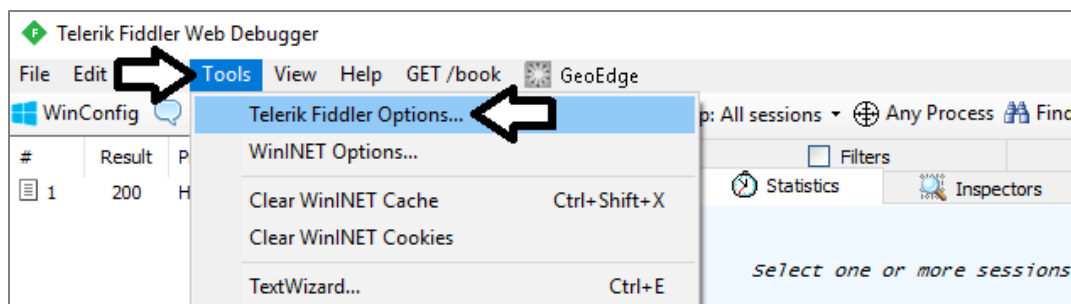 Telerik Fiddler Web Debugger
File Edit Tools View Help GET /book GeoEdge
WinConfig Telerik Fiddler Options... p: All sessions Any Process Find
# Result P WinINET Options... Filters
1 200 H Clear WinINET Cache Ctrl+Shift+X Statistics Inspectors
Clear WinINET Cookies
Select one or more sessions
TextWizard... Ctrl+E